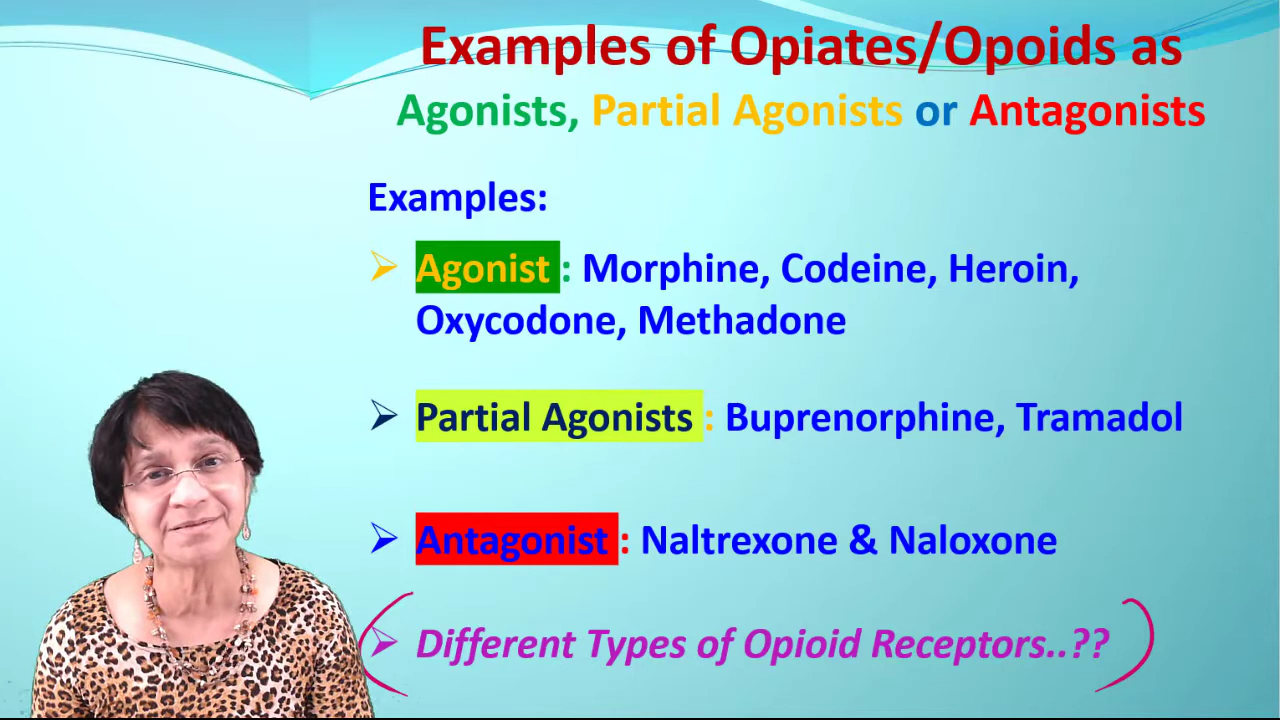 Examples of Opiates/Opoids as
Agonists, Partial Agonists or Antagonists
Examples:
Agonist : Morphine, Codeine, Heroin,
Oxycodone, Methadone
Partial Agonists : Buprenorphine, Tramadol
Antagonist : Naltrexone & Naloxone
Different Types of Opioid Receptors..??